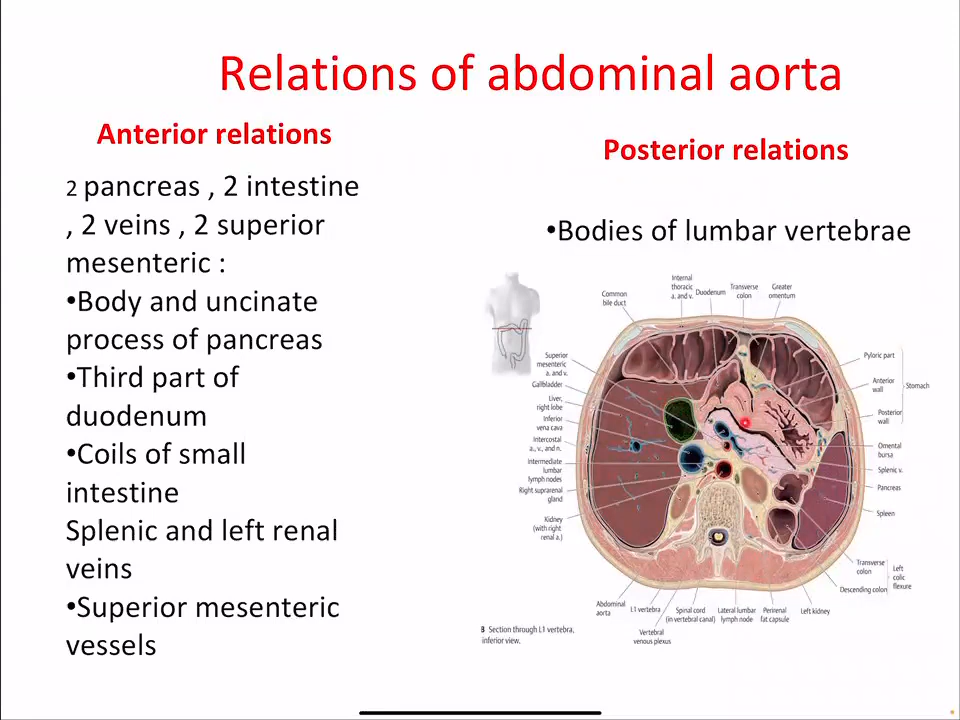 Relations of abdominal aorta
Anterior relations
2 pancreas , 2 intestine
, 2 veins , 2 superior
mesenteric :
•Body and uncinate
process of pancreas
•Third part of
duodenum
•Coils of small
intestine
Splenic and left renal
veins
•Superior mesenteric
vessels
Posterior relations
•Bodies of lumbar vertebrae
Common
bile duct
Internal
thoracic
a. and v.
Duodenum
Transverse
colon
Greater
omentum
Superior
mesenteric
a. and v.
Gallbladder
Liver,
right lobe
Inferior
vena cava
Intercostal
a., v., and n.
Intermediate
lumbar
lymph nodes
Right suprarenal
gland
Kidney
(with right
renal a.)
Pyloric part
Anterior
wall
Stomach
Posterior
wall
Omental
bursa
Splenic v.
Pancreas
Spleen
Transverse
colon
Left
colic
flexure
Descending colon
Abdominal
aorta
L1 vertebra
Vertebral
venous plexus
Spinal cord
(in vertebral canal)
Lateral lumbar
lymph node
Perirenal
fat capsule
Left kidney
B Section through L1 vertebra,
inferior view.